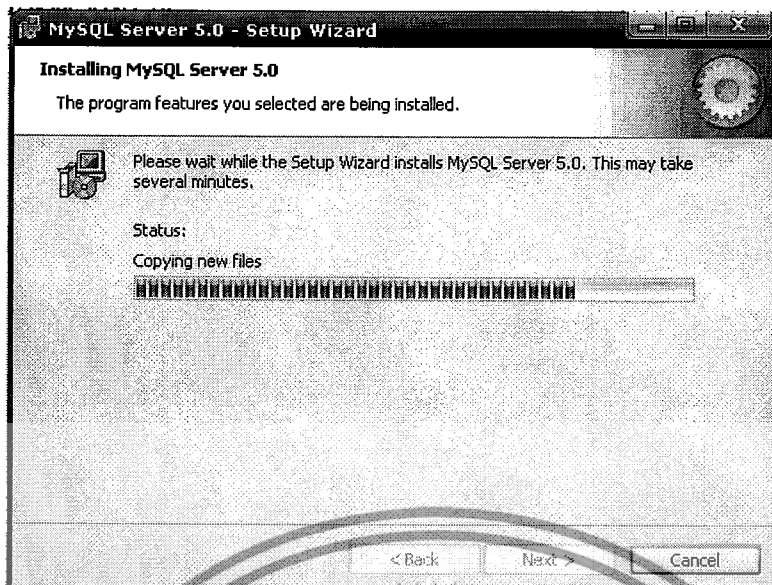 MySQL Server 5.0 - Setup Wizard
Installing MySQL Server 5.0
The program features you selected are being installed.
Please wait while the Setup Wizard installs MySQL Server 5.0. This may take
several minutes.
Status:
Copying new files
< Back Next > Cancel